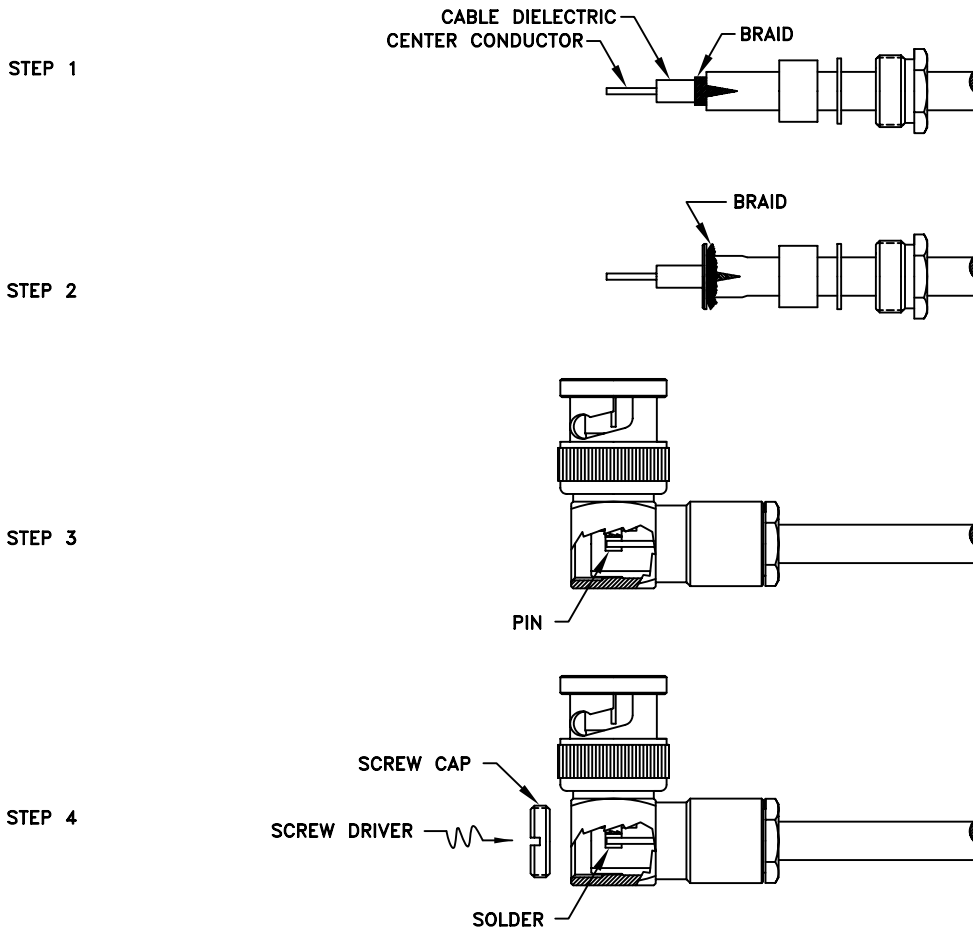 CABLE DIELECTRIC
CENTER CONDUCTOR
BRAID
STEP 1
BRAID
STEP 2
STEP 3
PIN
SCREW CAP
STEP 4
SCREW DRIVER
SOLDER